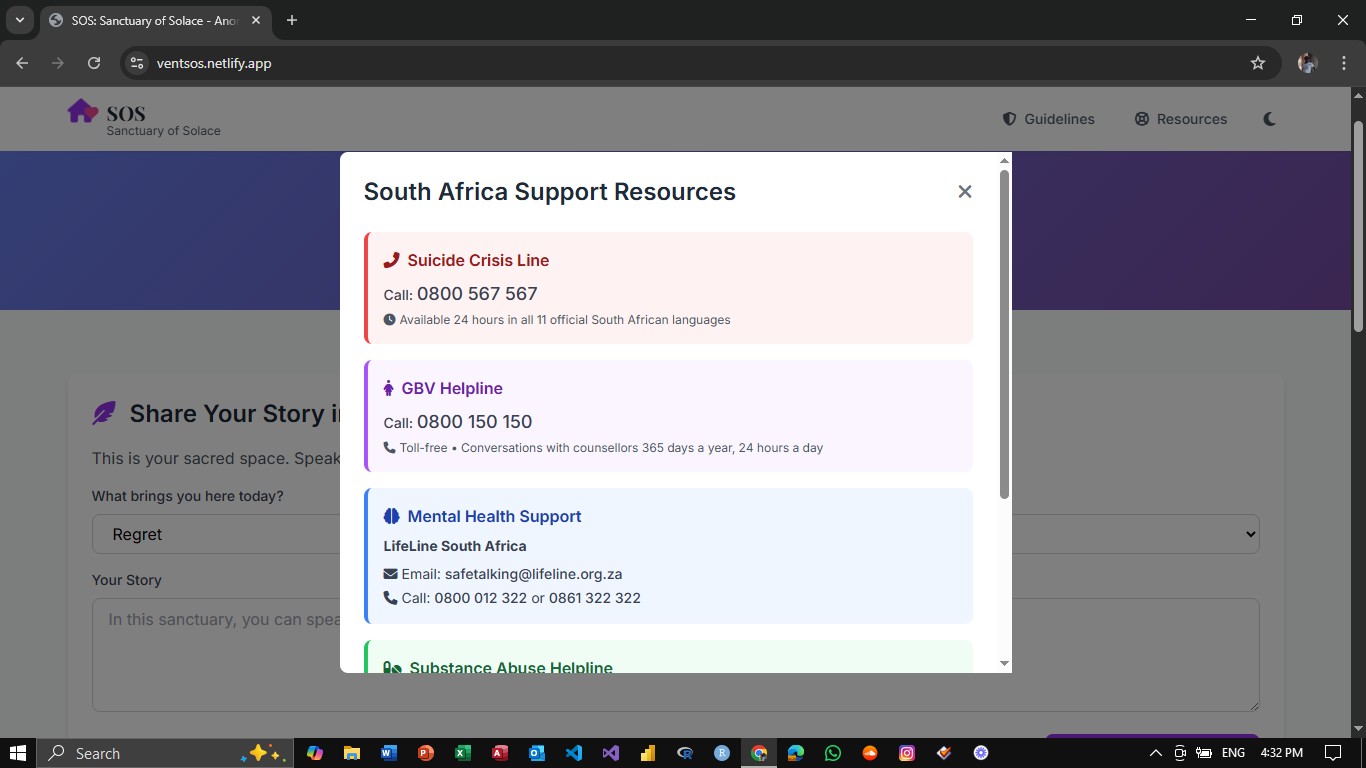 SOS: Sanctuary of Solace - Ano
ventsos.netlify.app
SOS
Sanctuary of Solace
Guidelines
Resources
South Africa Support Resources
Suicide Crisis Line
Call: 0800 567 567
Available 24 hours in all 11 official South African languages
GBV Helpline
Call: 0800 150 150
Toll-free • Conversations with counsellors 365 days a year, 24 hours a day
Mental Health Support
LifeLine South Africa
Email: safetalking@lifeline.org.za
Call: 0800 012 322 or 0861 322 322
Substance Abuse Helpline
Share Your Story i
This is your sacred space. Speak
What brings you here today?
Regret
Your Story
In this sanctuary, you can spea
Search
ENG
4:32 PM